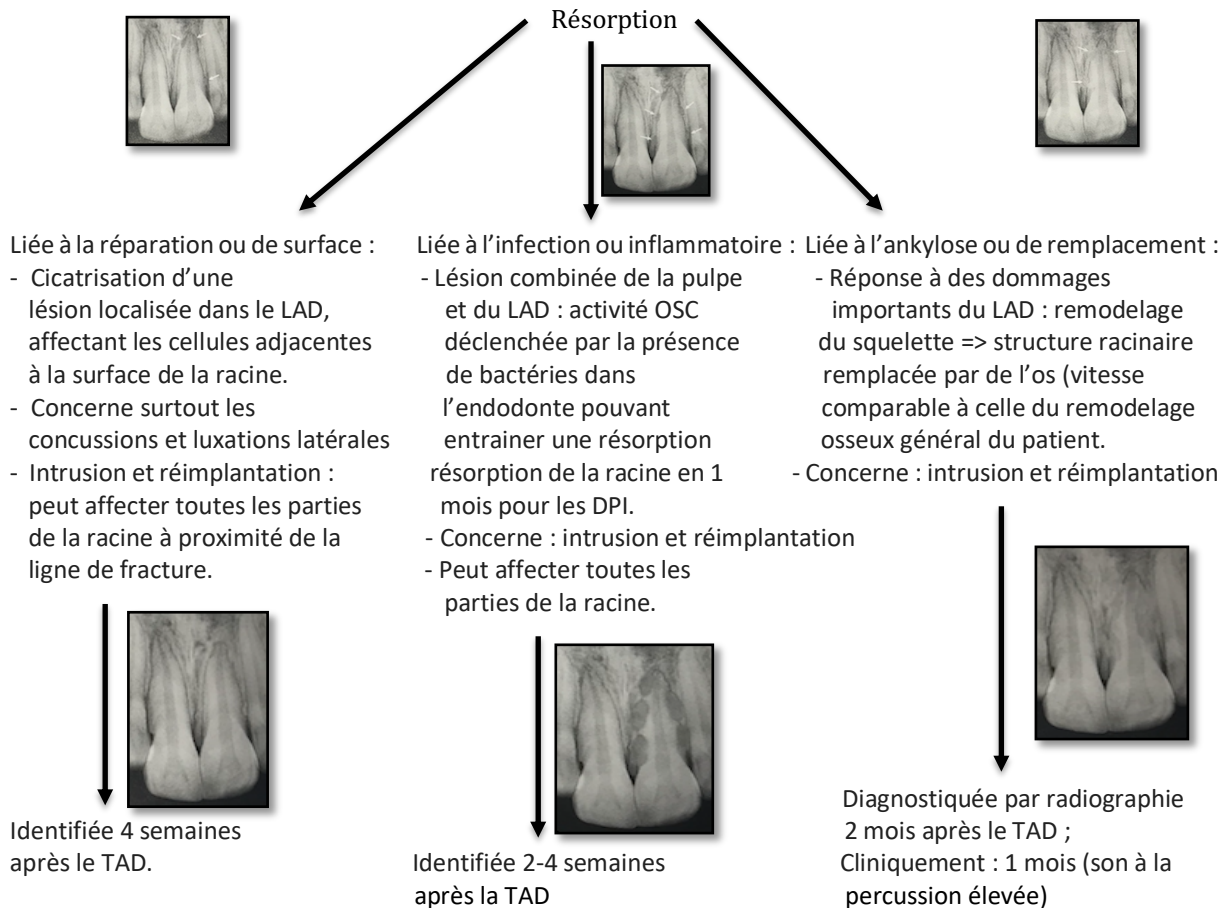 Résorption
Liée à la réparation ou de surface :
- Cicatrisation d’une
lésion localisée dans le LAD,
affectant les cellules adjacentes
à la surface de la racine.
- Concerne surtout les
concussions et luxations latérales
- Intrusion et réimplantation :
peut affecter toutes les parties
de la racine à proximité de la
ligne de fracture.
Identifiée 4 semaines
après le TAD.
Liée à l’infection ou inflammatoire :
- Lésion combinée de la pulpe
et du LAD : activité OSC
déclenchée par la présence
de bactéries dans
l’endodonte pouvant
entrainer une résorption
résorption de la racine en 1
mois pour les DPI.
- Concerne : intrusion et réimplantation
- Peut affecter toutes les
parties de la racine.
Identifiée 2-4 semaines
après la TAD
Liée à l’ankylose ou de remplacement :
- Réponse à des dommages
importants du LAD : remodelage
du squelette => structure racinaire
remplacée par de l’os (vitesse
comparable à celle du remodelage
osseux général du patient.
- Concerne : intrusion et réimplantation
Diagnostiquée par radiographie
2 mois après le TAD ;
Cliniquement : 1 mois (son à la
percussion élevée)